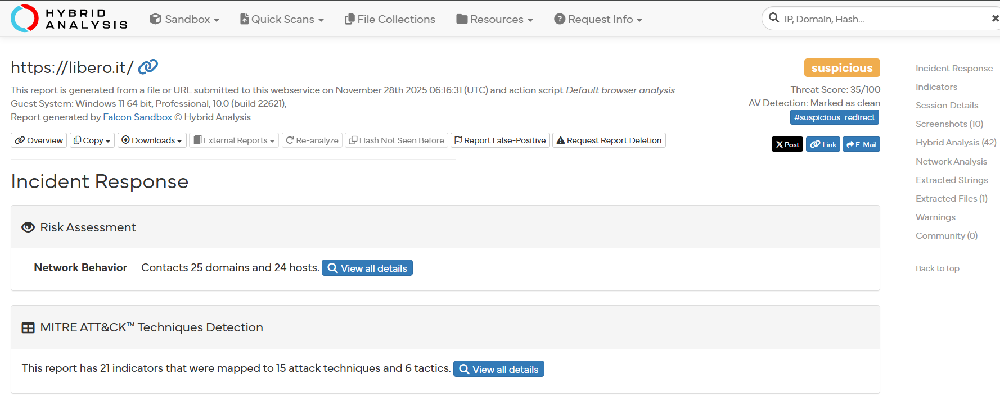 HYBRID
ANALYSIS
Sandbox
Quick Scans
File Collections
Resources
Request Info
IP, Domain, Hash...
https://libero.it/
suspicious
This report is generated from a file or URL submitted to this webservice on November 28th 2025 06:16:31 (UTC) and action script Default browser analysis
Guest System: Windows 11 64 bit, Professional, 10.0 (build 22621),
Report generated by Falcon Sandbox © Hybrid Analysis
Threat Score: 35/100
AV Detection: Marked as clean
#suspicious_redirect
Overview
Copy
Downloads
External Reports
Re-analyze
Hash Not Seen Before
Report False-Positive
Request Report Deletion
X Post
Link
E-Mail
Incident Response
Risk Assessment
Network Behavior Contacts 25 domains and 24 hosts. View all details
MITRE ATT&CK™ Techniques Detection
This report has 21 indicators that were mapped to 15 attack techniques and 6 tactics. View all details
Incident Response
Indicators
Session Details
Screenshots (10)
Hybrid Analysis (42)
Network Analysis
Extracted Strings
Extracted Files (1)
Warnings
Community (0)
Back to top